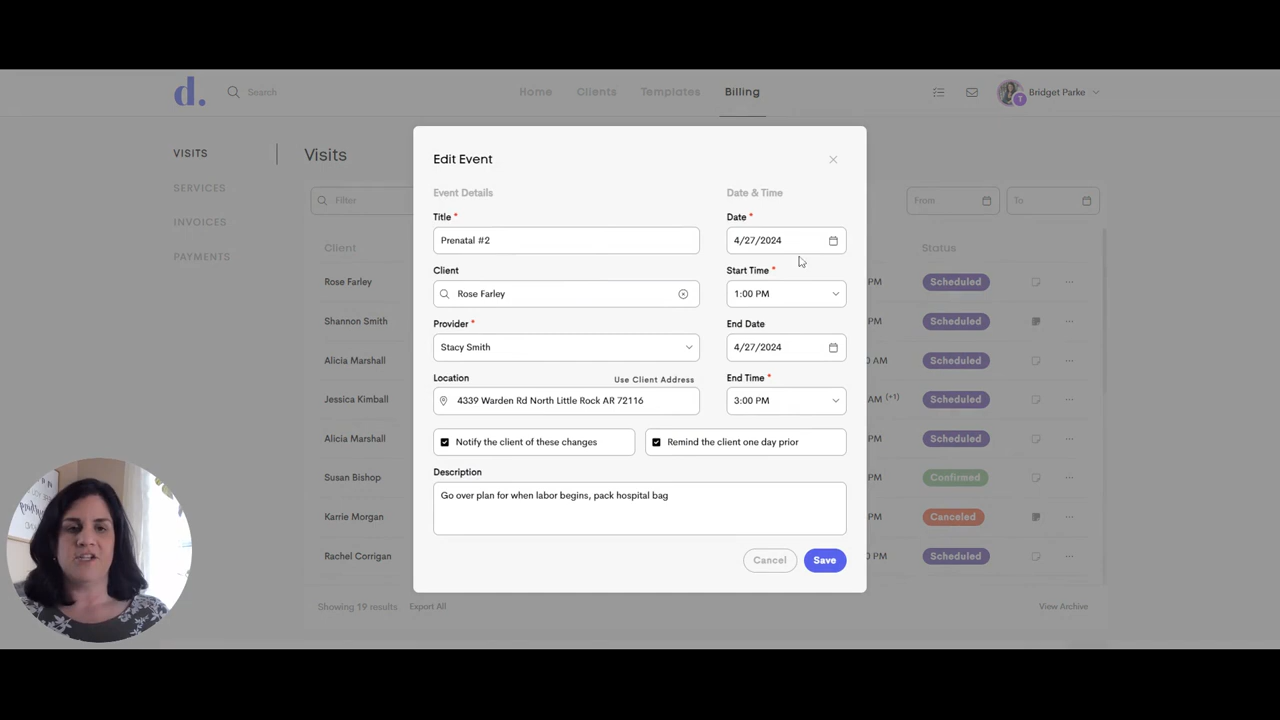 d.
Search
Home
Clients
Templates
Billing
T
Bridget Parke
VISITS
SERVICES
INVOICES
PAYMENTS
Visits
Filter
From
To
Client
Status
Rose Farley
PM
Scheduled
Shannon Smith
PM
Scheduled
Alicia Marshall
AM
Scheduled
Jessica Kimball
AM (+1)
Scheduled
Alicia Marshall
PM
Scheduled
Susan Bishop
PM
Confirmed
Karrie Morgan
PM
Canceled
Rachel Corrigan
PM
Scheduled
Showing 19 results
Export All
View Archive
Edit Event
Event Details
Title *
Prenatal #2
Client
Rose Farley
Provider *
Stacy Smith
Location
Use Client Address
4339 Warden Rd North Little Rock AR 72116
Date & Time
Date *
4/27/2024
Start Time *
1:00 PM
End Date
4/27/2024
End Time *
3:00 PM
Notify the client of these changes
Remind the client one day prior
Description
Go over plan for when labor begins, pack hospital bag
Cancel
Save